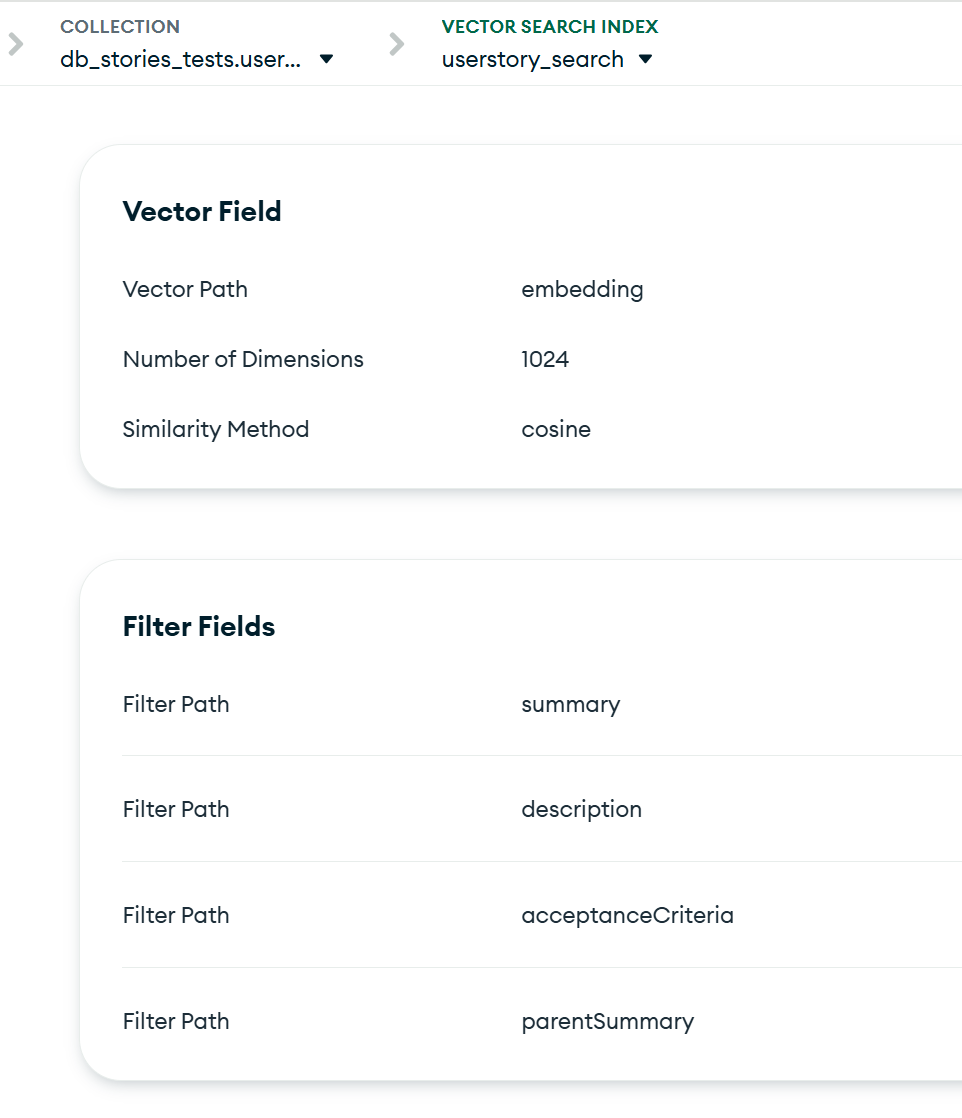 COLLECTION
db_stories_tests.user...
VECTOR SEARCH INDEX
userstory_search
Vector Field
Vector Path embedding
Number of Dimensions 1024
Similarity Method cosine
Filter Fields
Filter Path summary
Filter Path description
Filter Path acceptanceCriteria
Filter Path parentSummary